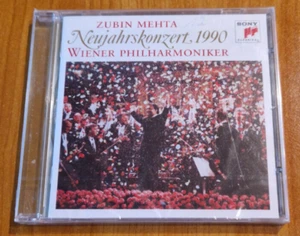 ZUBIN MEHTA
Neujahrskonzert, 1990
WIENER PHILHARMONIKER
SONY